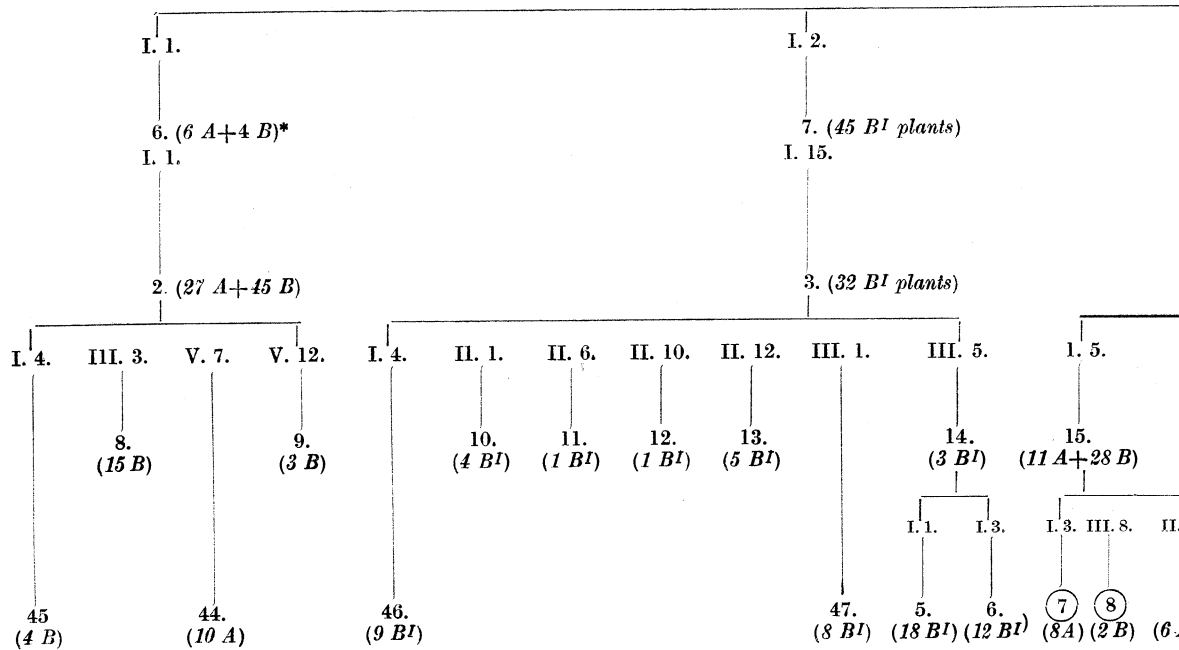 I. 1. I. 2.
6. (6 A+4 B)* 7. (45 BI plants)
I. 1. I. 15.
2. (27 A+45 B) 3. (32 BI plants)
I. 4. III. 3. V. 7. V. 12. I. 4. II. 1. II. 6. II. 10. II. 12. III. 1. III. 5. I. 5.
8. 9. 10. 11. 12. 13. 14. 15.
(15 B) (3 B) (4 BI) (1 BI) (1 BI) (5 BI) (3 BI) (11 A+28 B)
I. 1. I. 3. I. 3. III. 8. II.
45 44. 46. 47. 5. 6. 7 8
(4 B) (10 A) (9 BI) (8 BI) (18 BI) (12 BI) (8A) (2 B) (6